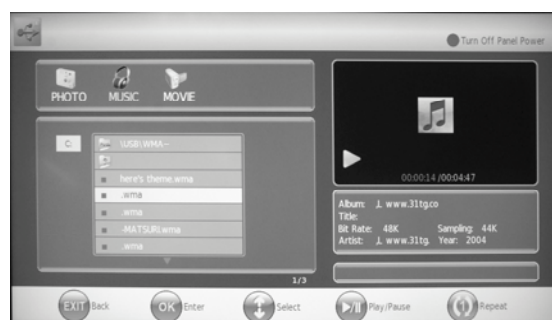 Turn Off Panel Power
PHOTO MUSIC MOVIE
C:
\USB\WMA~
here's theme.wma
.wma
.wma
-MATSURI.wma
.wma
00:00:14 /00:04:47
Album: www.31tg.co
Title:
Bit Rate: 48K Sampling: 44K
Artist: www.31tg. Year: 2004
1/3
EXIT Back OK Enter Select Play/Pause Repeat